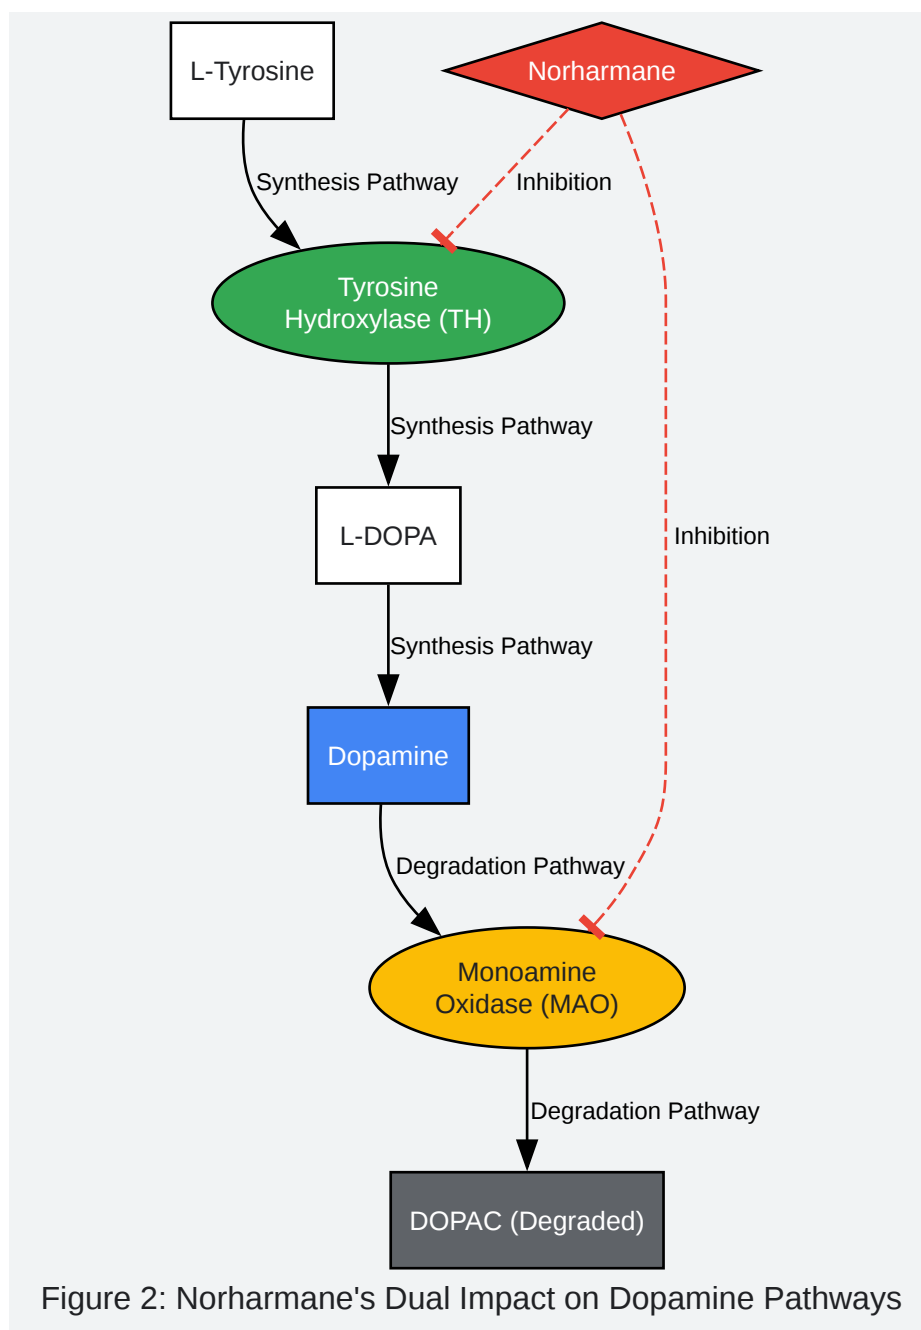 L-Tyrosine
Norharmane
Synthesis Pathway
Inhibition
Tyrosine
Hydroxylase (TH)
Synthesis Pathway
L-DOPA
Inhibition
Synthesis Pathway
Dopamine
Degradation Pathway
Monoamine
Oxidase (MAO)
Degradation Pathway
DOPAC (Degraded)
Figure 2: Norharmane's Dual Impact on Dopamine Pathways